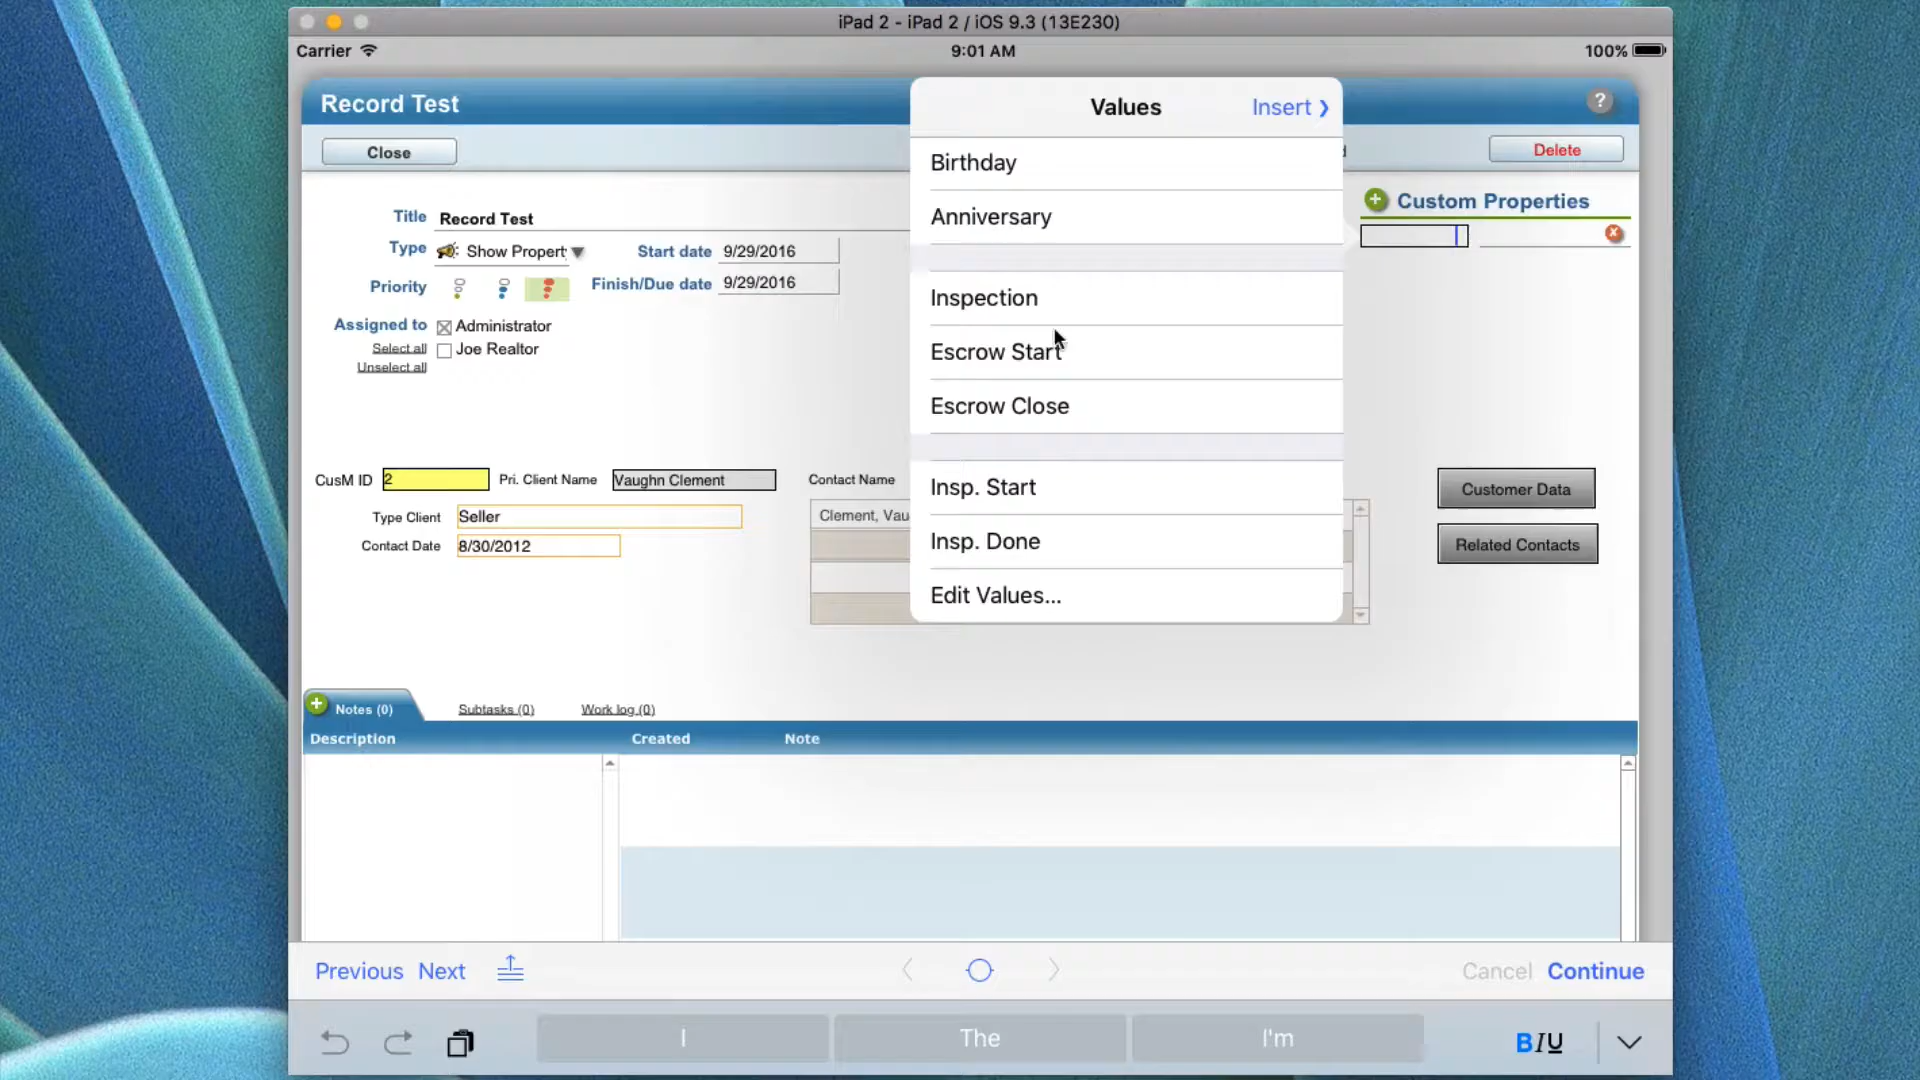 iPad 2 - iPad 2 / iOS 9.3 (13E230)
Carrier 9:01 AM 100%
Record Test
?
Close
Delete
Values Insert ❯
Birthday
Anniversary
Inspection
Escrow Start
Escrow Close
Insp. Start
Insp. Done
Edit Values...
Custom Properties
Title Record Test
Type Show Propert Start date 9/29/2016
Priority Finish/Due date 9/29/2016
Assigned to Administrator
Select all Joe Realtor
Unselect all
CusM ID 2 Pri. Client Name Vaughn Clement Contact Name
Type Client Seller Clement, Vau
Contact Date 8/30/2012
Customer Data
Related Contacts
Notes (0) Subtasks (0) Work log (0)
Description Created Note
Previous Next Cancel Continue
I The I'm BIU